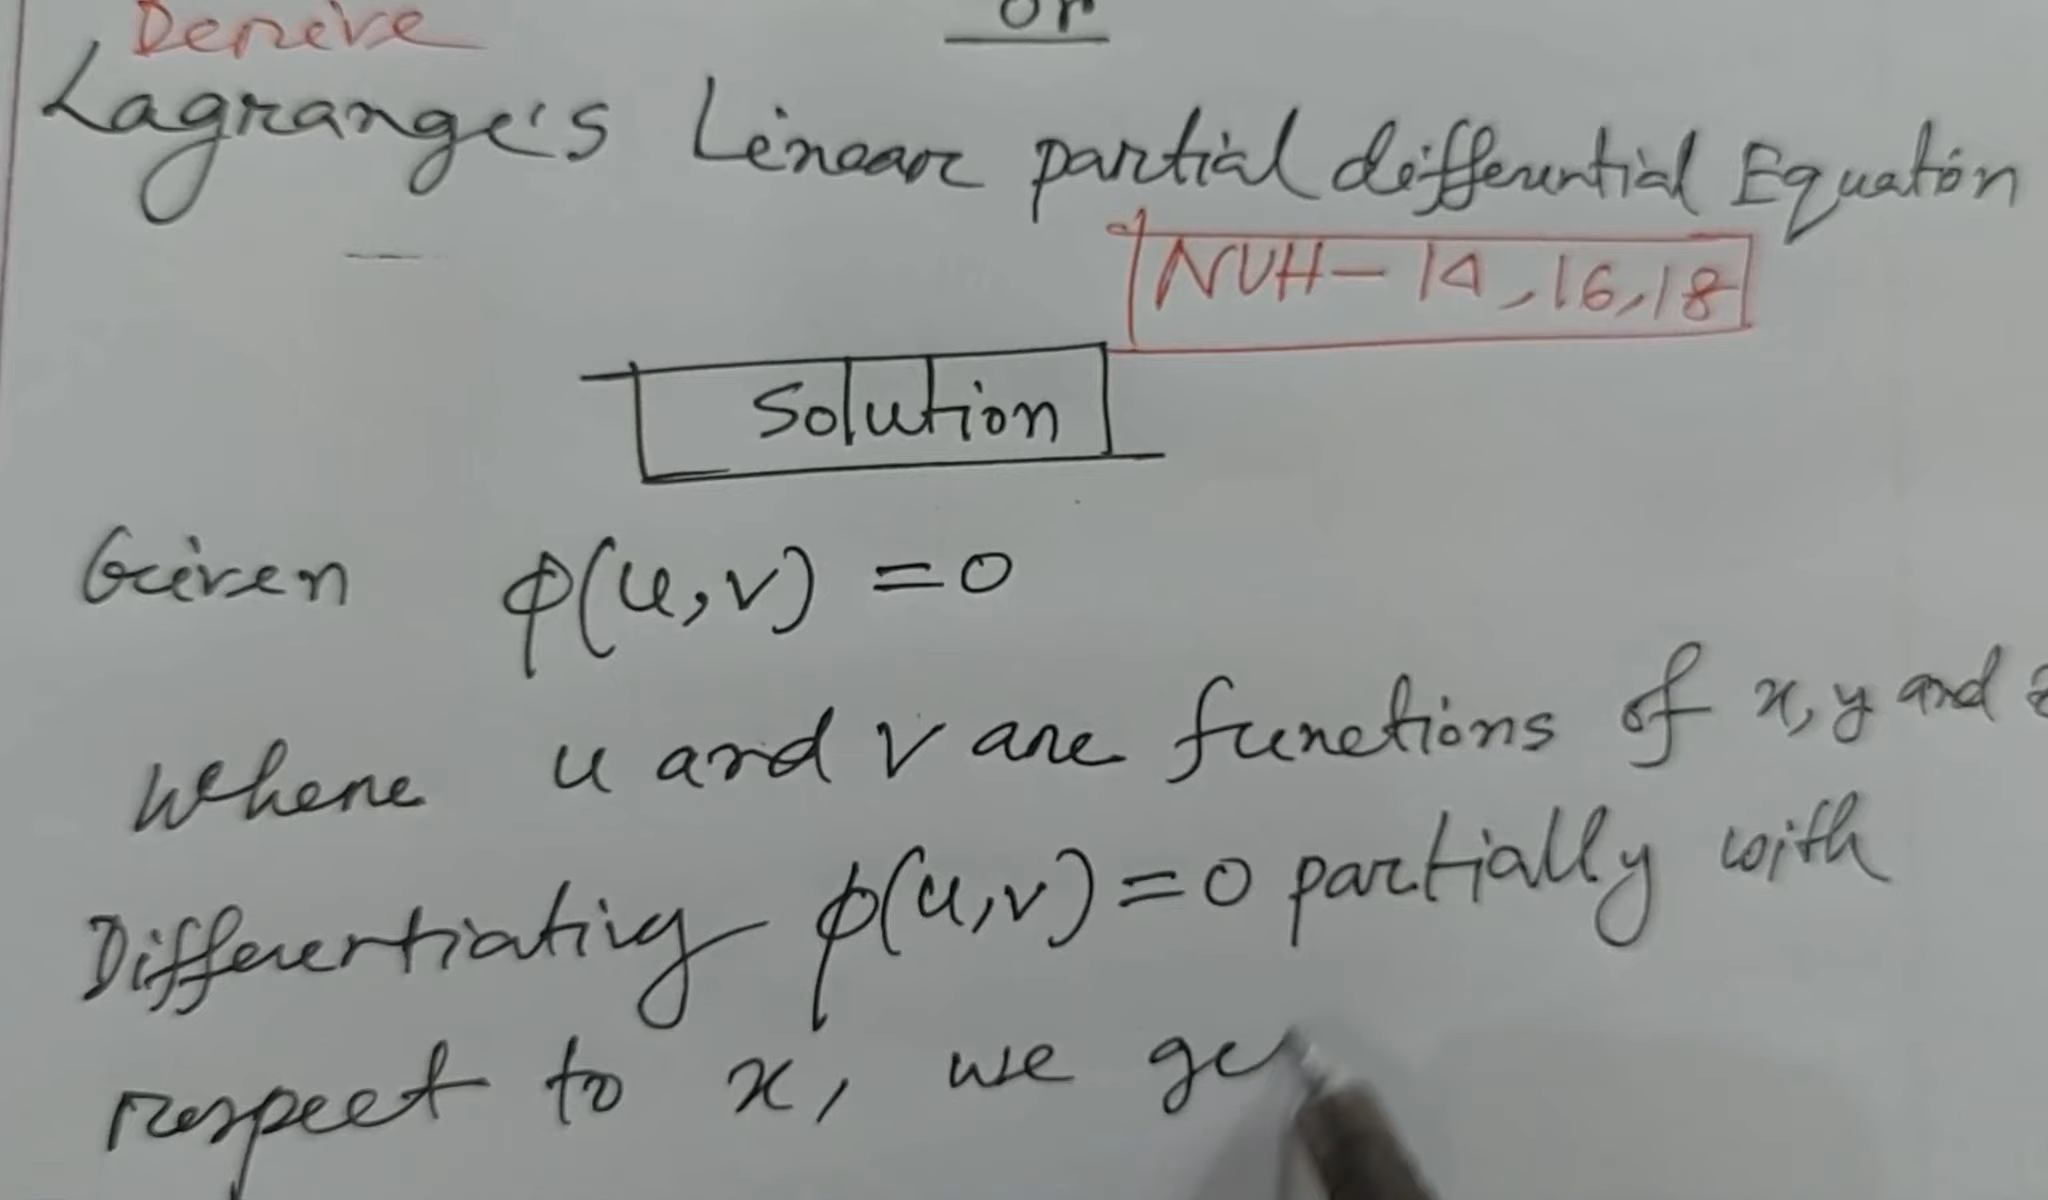 or
Derive
Lagrange's Linear partial differential Equation
NUH-14,16,18
Solution
Given φ(u,v) =0
Where u and v are functions of x, y and z
Differentiating φ(u,v)=0 partially with
respect to x, we ge